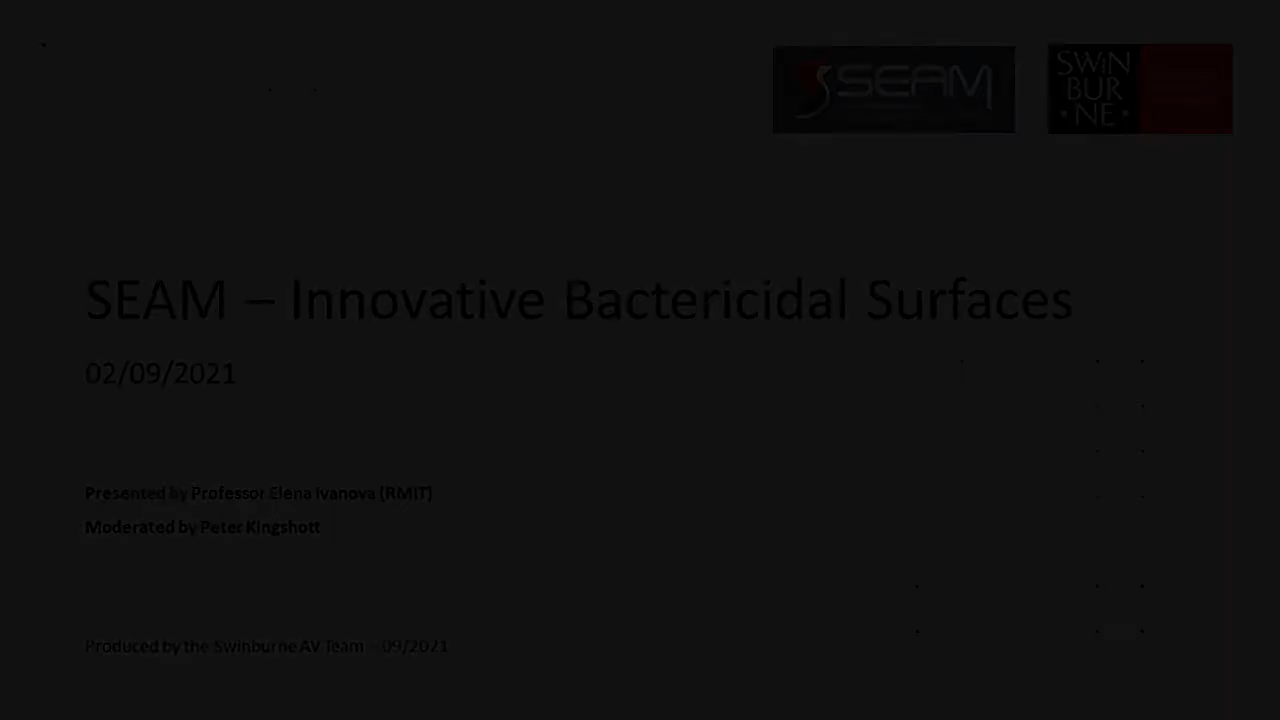 SEAM
SWIN
BUR
NE
SEAM – Innovative Bactericidal Surfaces
02/09/2021
Presented by Professor Elena Ivanova (RMIT)
Moderated by Peter Kingshott
Produced by the Swinburne AV Team - 09/2021